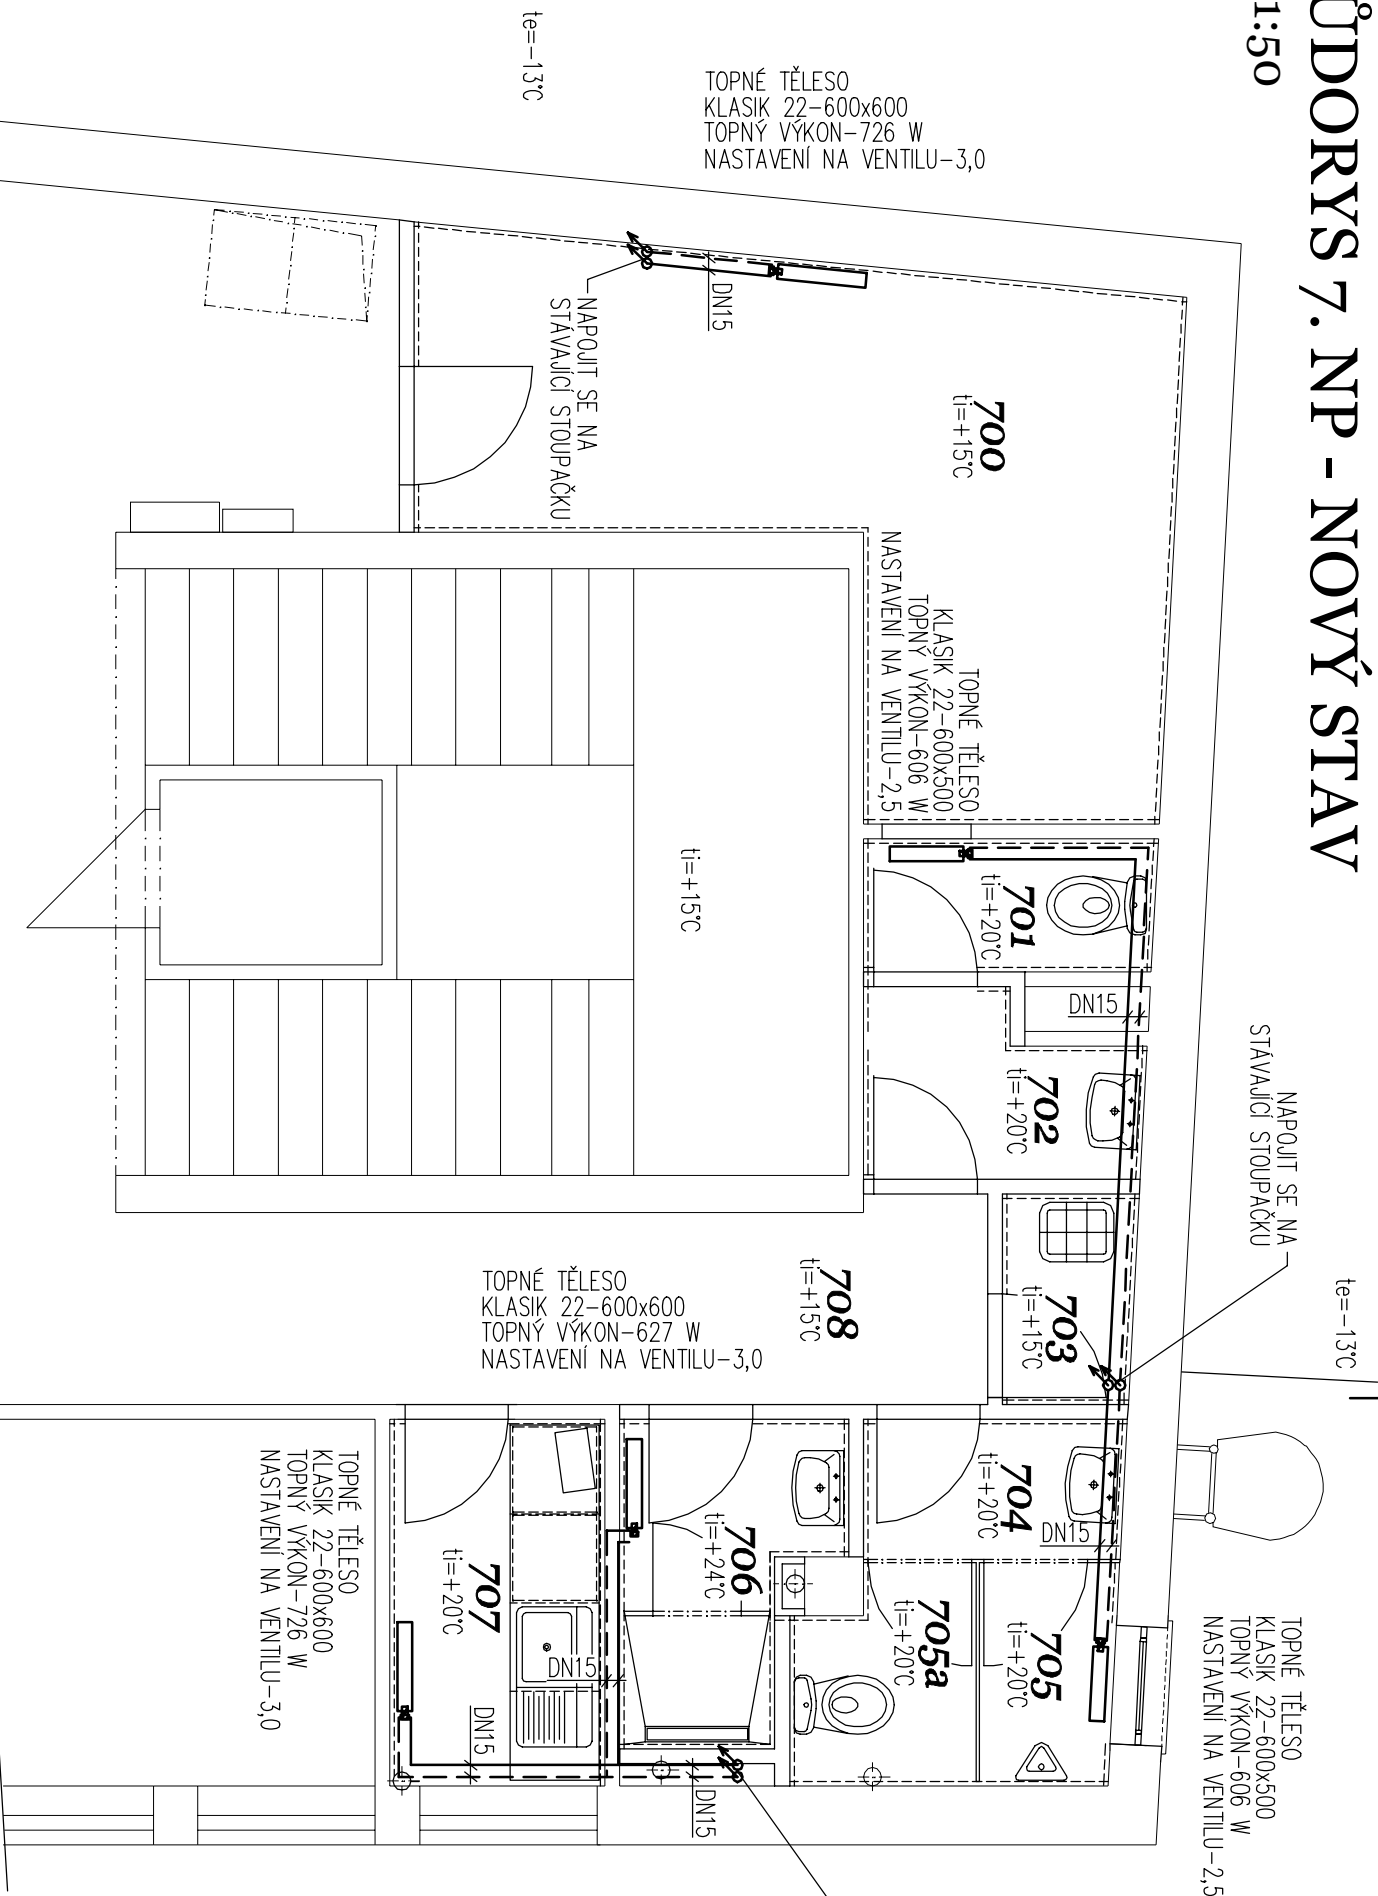 ŮDORYS 7. NP - NOVÝ STAV
1:50
te=-13°C
TOPNÉ TĚLESO
KLASIK 22-600x600
TOPNÝ VÝKON-726 W
NASTAVENÍ NA VENTILU-3,0
DN15
NAPOJIT SE NA
STÁVAJÍCÍ STOUPAČKU
700
ti=+15°C
TOPNÉ TĚLESO
KLASIK 22-600x500
TOPNÝ VÝKON-606 W
NASTAVENÍ NA VENTILU-2,5
ti=+15°C
701
ti=+20°C
DN15
702
ti=+20°C
NAPOJIT SE NA
STÁVAJÍCÍ STOUPAČKU
te=-13°C
703
ti=+15°C
708
ti=+15°C
TOPNÉ TĚLESO
KLASIK 22-600x600
TOPNÝ VÝKON-627 W
NASTAVENÍ NA VENTILU-3,0
704
ti=+20°C
DN15
705
ti=+20°C
705a
ti=+20°C
706
ti=+24°C
707
ti=+20°C
DN15
DN15
DN15
TOPNÉ TĚLESO
KLASIK 22-600x600
TOPNÝ VÝKON-726 W
NASTAVENÍ NA VENTILU-3,0
TOPNÉ TĚLESO
KLASIK 22-600x500
TOPNÝ VÝKON-606 W
NASTAVENÍ NA VENTILU-2,5